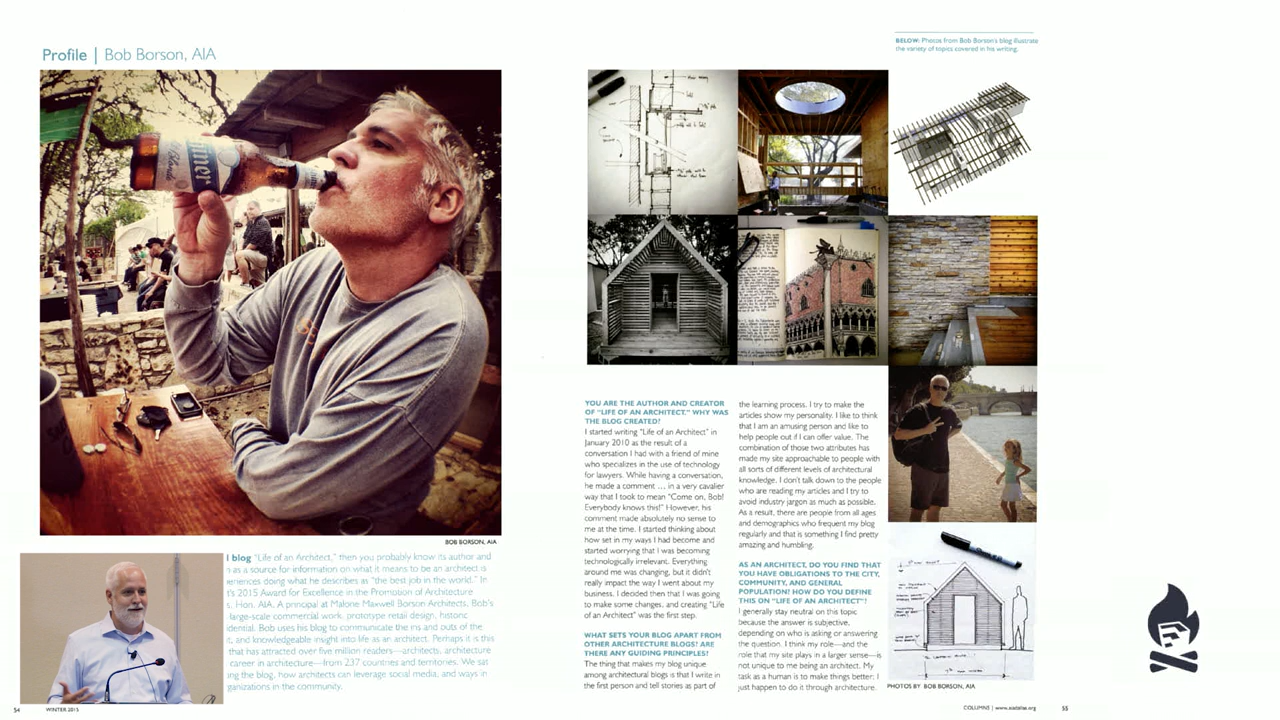 Profile | Bob Borson, AIA
BELOW: Photos from Bob Borson's blog illustrate
the variety of topics covered in his writing.
BOB BORSON, AIA
l blog "Life of an Architect," then you probably know its author and
as a source for information on what it means to be an architect is
eriences doing what he describes as "the best job in the world." In
t's 2015 Award for Excellence in the Promotion of Architecture
s, Hon. AIA. A principal at Malone Maxwell Borson Architects, Bob's
large-scale commercial work, prototype retail design, historic
idential. Bob uses his blog to communicate the ins and outs of the
it, and knowledgeable insight into life as an architect. Perhaps it is this
that has attracted over five million readers—architects, architecture
career in architecture—from 237 countries and territories. We sat
ing the blog, how architects can leverage social media, and ways in
ganizations in the community.
YOU ARE THE AUTHOR AND CREATOR
OF "LIFE OF AN ARCHITECT." WHY WAS
THE BLOG CREATED?
I started writing "Life of an Architect" in
January 2010 as the result of a
conversation I had with a friend of mine
who specializes in the use of technology
for lawyers. While having a conversation,
he made a comment ... in a very cavalier
way that I took to mean "Come on, Bob!
Everybody knows this!" However, his
comment made absolutely no sense to
me at the time. I started thinking about
how set in my ways I had become and
started worrying that I was becoming
technologically irrelevant. Everything
around me was changing, but it didn't
really impact the way I went about my
business. I decided then that I was going
to make some changes, and creating "Life
of an Architect" was the first step.
WHAT SETS YOUR BLOG APART FROM
OTHER ARCHITECTURE BLOGS? ARE
THERE ANY GUIDING PRINCIPLES?
The thing that makes my blog unique
among architectural blogs is that I write in
the first person and tell stories as part of
the learning process. I try to make the
articles show my personality. I like to think
that I am an amusing person and like to
help people out if I can offer value. The
combination of those two attributes has
made my site approachable to people with
all sorts of different levels of architectural
knowledge. I don't talk down to the people
who are reading my articles and I try to
avoid industry jargon as much as possible.
As a result, there are people from all ages
and demographics who frequent my blog
regularly and that is something I find pretty
amazing and humbling.
AS AN ARCHITECT, DO YOU FIND THAT
YOU HAVE OBLIGATIONS TO THE CITY,
COMMUNITY, AND GENERAL
POPULATION? HOW DO YOU DEFINE
THIS ON "LIFE OF AN ARCHITECT"?
I generally stay neutral on this topic
because the answer is subjective,
depending on who is asking or answering
the question. I think my role—and the
role that my site plays in a larger sense—is
not unique to me being an architect. My
task as a human is to make things better; I
just happen to do it through architecture.
PHOTOS BY BOB BORSON, AIA
54 WINTER 2015
COLUMNS | www.aiadallas.org 55